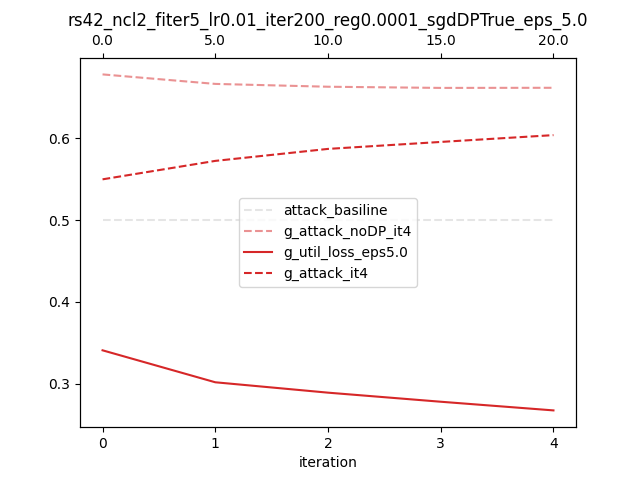 rs42_ncl2_fiter5_lr0.01_iter200_reg0.0001_sgdDPTrue_eps_5.0
0.0 5.0 10.0 15.0 20.0
0.6
0.5
0.4
0.3
attack_basiline
g_attack_noDP_it4
g_util_loss_eps5.0
g_attack_it4
0 1 2 3 4
iteration